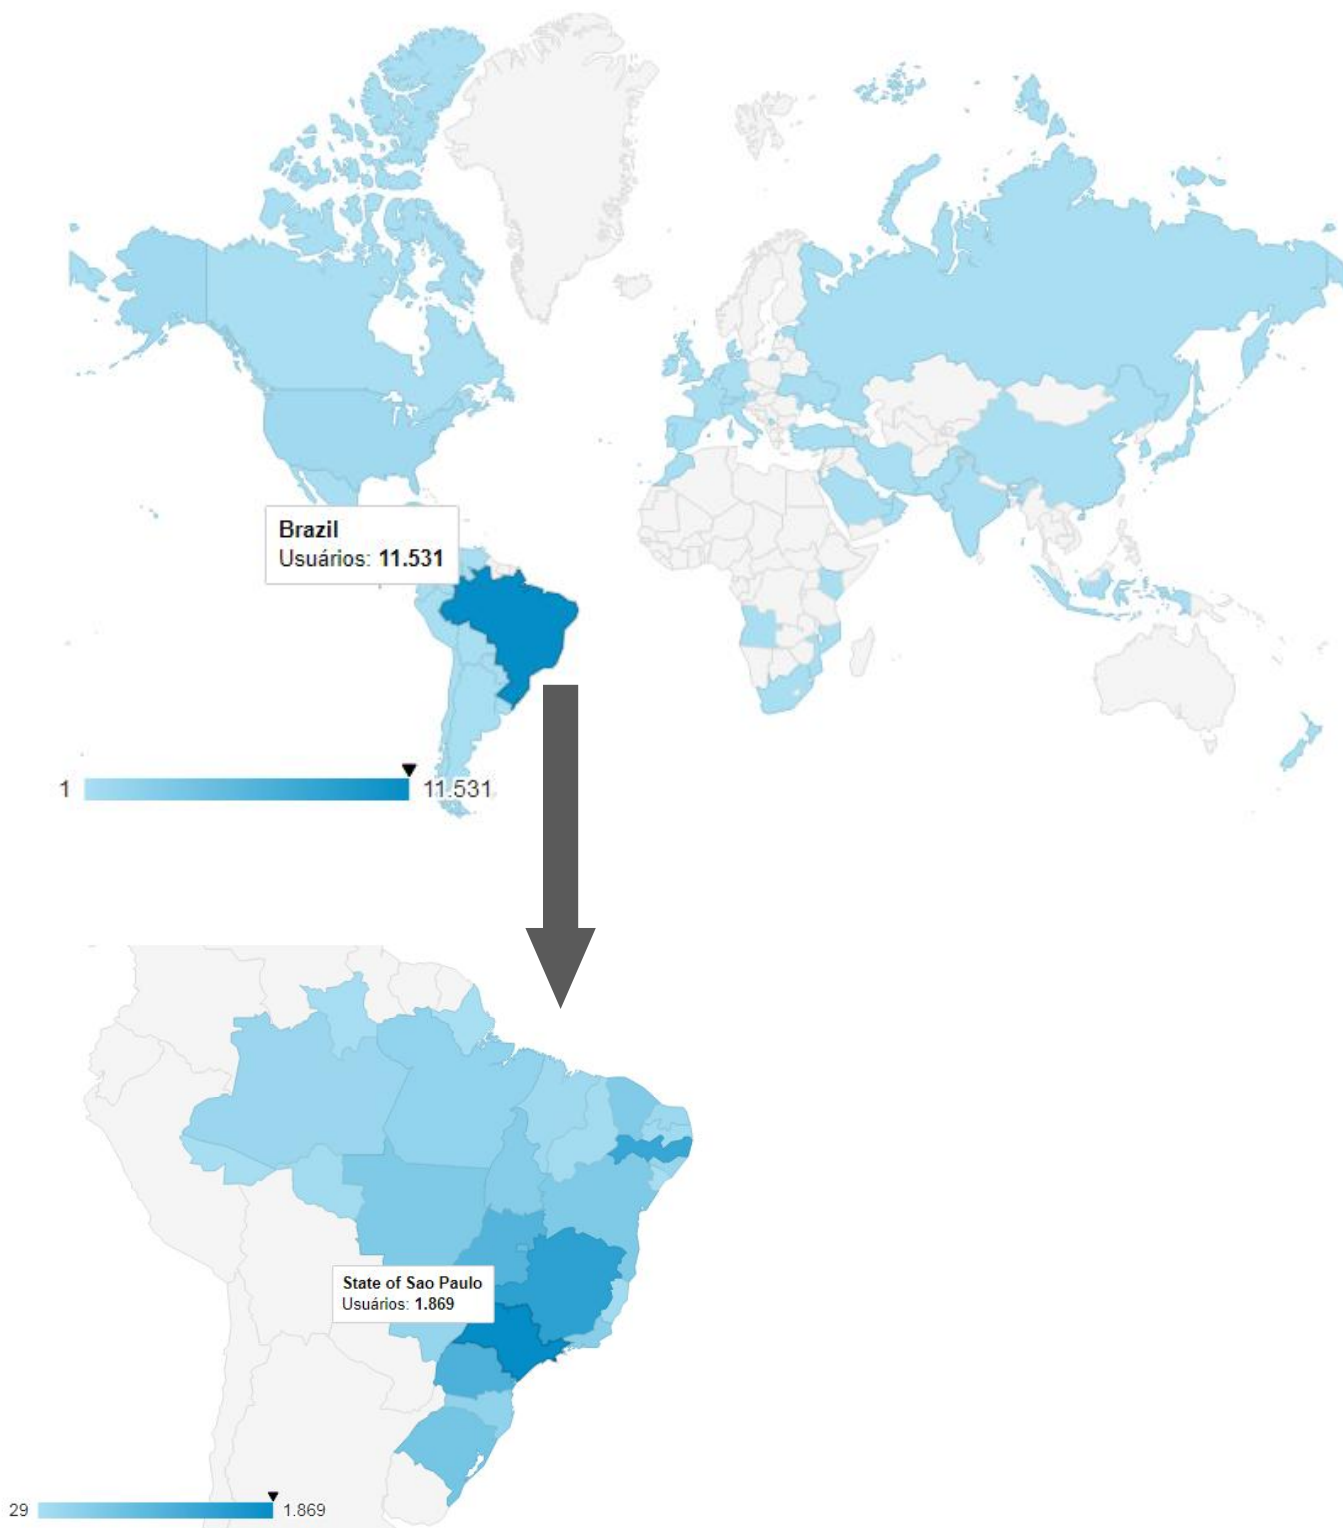 Brazil
Usuários: 11.531
1
11.531
State of Sao Paulo
Usuários: 1.869
29
1.869